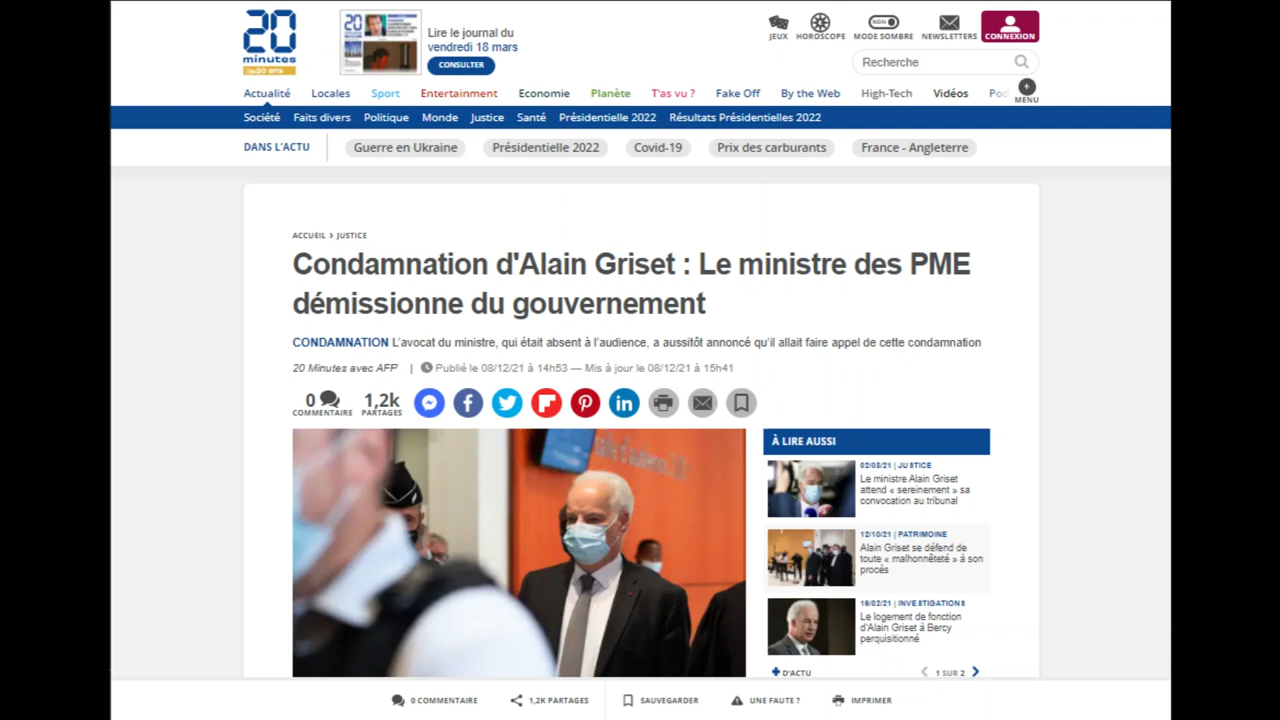 20
minutes
Lire le journal du
vendredi 18 mars
CONSULTER
JEUX
HOROSCOPE
NON
MODE SOMBRE
NEWSLETTERS
CONNEXION
Recherche
Actualité Locales Sport Entertainment Economie Planète T'as vu ? Fake Off By the Web High-Tech Vidéos Pod
MENU
Société Faits divers Politique Monde Justice Santé Présidentielle 2022 Résultats Présidentielles 2022
DANS L'ACTU Guerre en Ukraine Présidentielle 2022 Covid-19 Prix des carburants France - Angleterre
ACCUEIL › JUSTICE
Condamnation d'Alain Griset : Le ministre des PME
démissionne du gouvernement
CONDAMNATION L'avocat du ministre, qui était absent à l'audience, a aussitôt annoncé qu'il allait faire appel de cette condamnation
20 Minutes avec AFP | Publié le 08/12/21 à 14h53 — Mis à jour le 08/12/21 à 15h41
0
COMMENTAIRE
1,2k
PARTAGES
À LIRE AUSSI
02/08/21 | JUSTICE
Le ministre Alain Griset
attend « sereinement » sa
convocation au tribunal
12/10/21 | PATRIMOINE
Alain Griset se défend de
toute « malhonnêteté » à son
procès
16/02/21 | INVESTIGATIONS
Le logement de fonction
d'Alain Griset à Bercy
perquisitionné
+ D'ACTU
1 SUR 2
0 COMMENTAIRE 1,2K PARTAGES SAUVEGARDER UNE FAUTE ? IMPRIMER